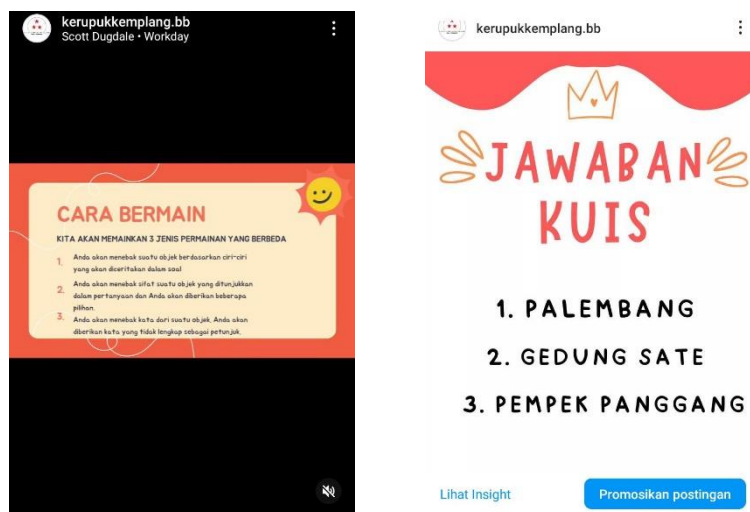 kerupukkemplang.bb
Scott Dugdale • Workday
CARA BERMAIN
KITA AKAN MEMAINKAN 3 JENIS PERMAINAN YANG BERBEDA
1. Anda akan menebak suatu objek berdasarkan ciri-ciri
yang akan diceritakan dalam soal
2. Anda akan menebak sifat suatu objek yang ditunjukkan
dalam pertanyaan dan Anda akan diberikan beberapa
pilihan.
3. Anda akan menebak kata dari suatu objek, Anda akan
diberikan kata yang tidak lengkap sebagai petunjuk.
kerupukkemplang.bb
JAWABAN
KUIS
1. PALEMBANG
2. GEDUNG SATE
3. PEMPEK PANGGANG
Lihat Insight
Promosikan postingan